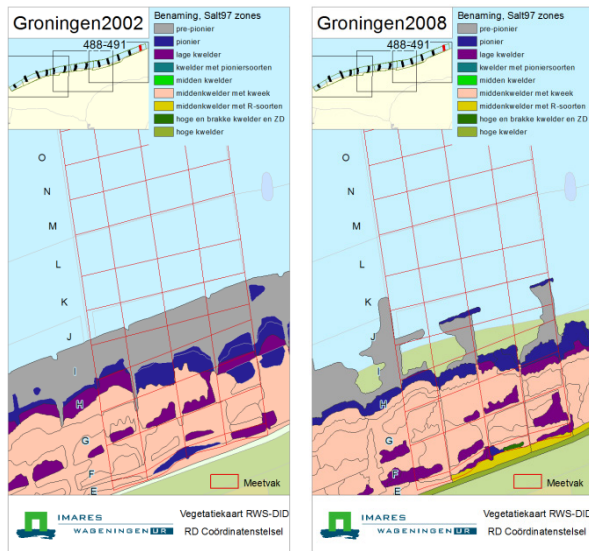 Groningen2002
488-491
Benaming, Salt97 zones
pre-pionier
pionier
lage kwelder
kwelder met pioniersoorten
midden kwelder
middenkwelder met kweek
middenkwelder met R-soorten
hoge en brakke kwelder en ZD
hoge kwelder
O
N
M
L
K
J
I
H
G
F
E
Meetvak
IMARES
WAGENINGEN UR
Vegetatiekaart RWS-DID
RD Coördinatenstelsel
Groningen2008
488-491
Benaming, Salt97 zones
pre-pionier
pionier
lage kwelder
kwelder met pioniersoorten
midden kwelder
middenkwelder met kweek
middenkwelder met R-soorten
hoge en brakke kwelder en ZD
hoge kwelder
O
N
M
L
K
J
I
H
G
F
E
Meetvak
IMARES
WAGENINGEN UR
Vegetatiekaart RWS-DID
RD Coördinatenstelsel